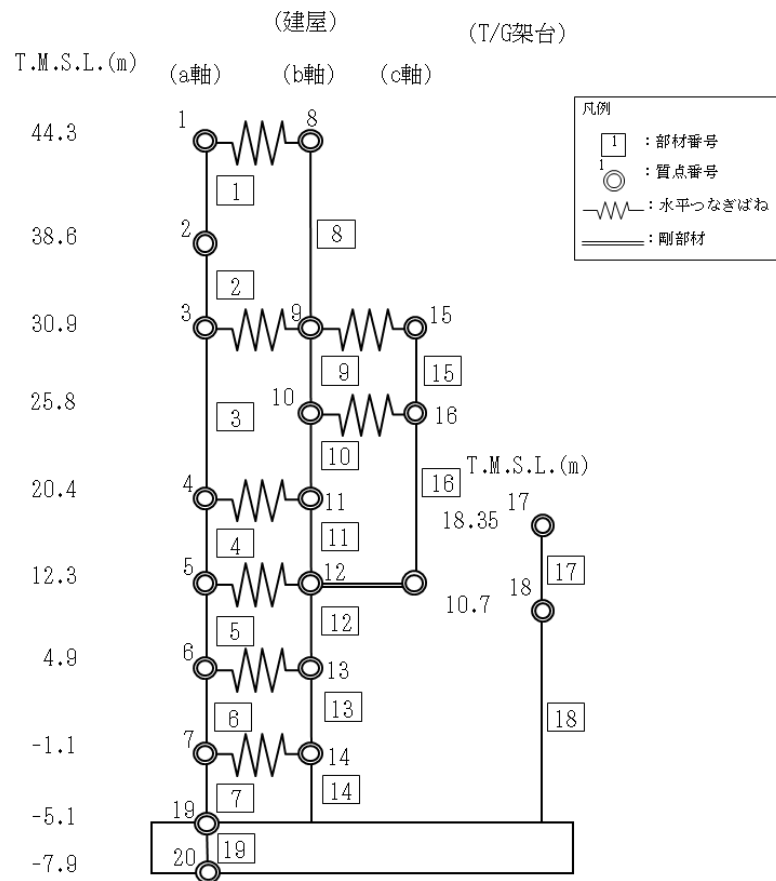 (建屋)
(T/G架台)
T.M.S.L.(m)
(a軸) (b軸) (c軸)
凡例
1 :部材番号
1 :質点番号
:水平つなぎばね
:剛部材
44.3 1 8
1
38.6 2 8
2
30.9 3 9 15
9 15
25.8 3 10 16
10 16
T.M.S.L.(m)
20.4 4 11 18.35 17
4 11 17
12.3 5 12 10.7 18
5 12
4.9 6 13
6 13 18
-1.1 7 14
7 14
-5.1 19
19
-7.9 20